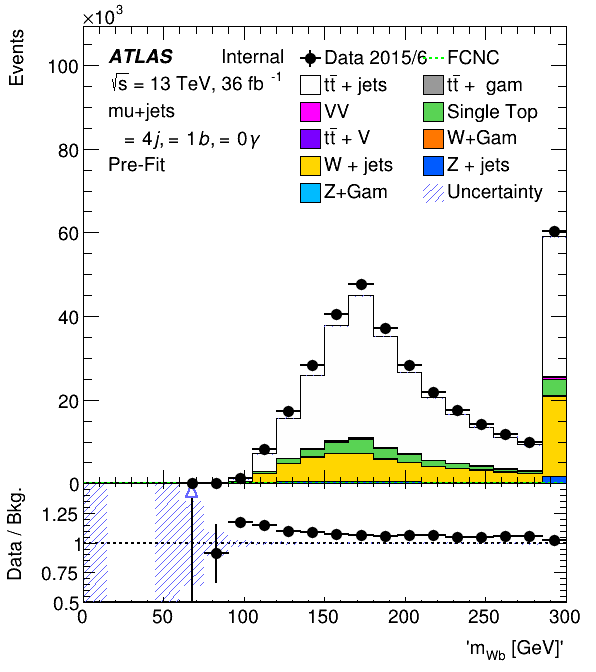 ×10³
Events
100
80
60
40
20
0
ATLAS Internal
√s = 13 TeV, 36 fb -1
mu+jets
= 4j, = 1b, = 0γ
Pre-Fit
Data 2015/6 FCNC
tt̄ + jets tt̄ + gam
VV Single Top
tt̄ + V W+Gam
W + jets Z + jets
Z+Gam Uncertainty
Data / Bkg.
1.25
1
0.75
0.5
0 50 100 150 200 250 300
'm_Wb [GeV]'